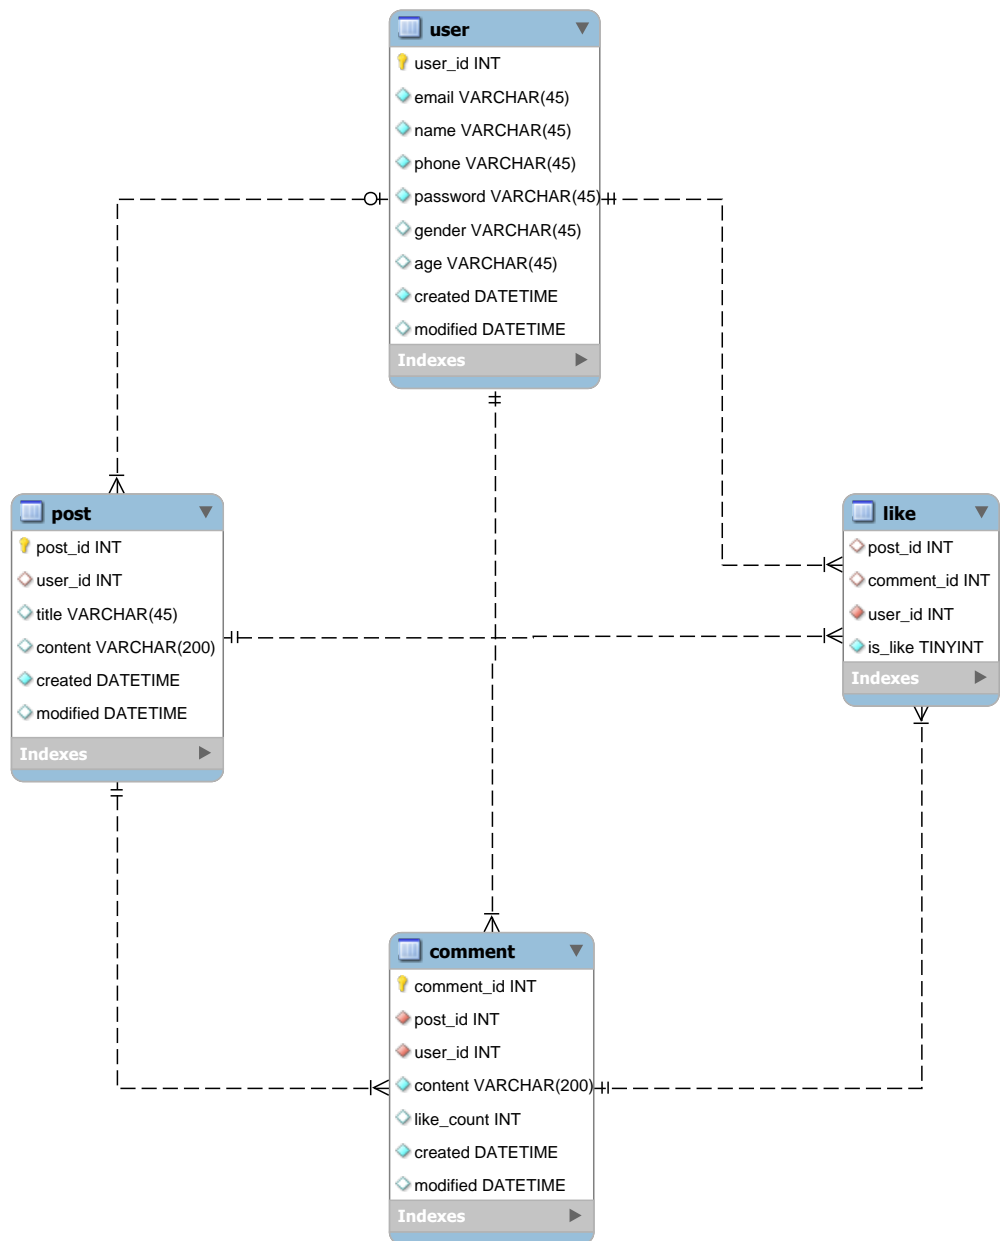 user
user_id INT
email VARCHAR(45)
name VARCHAR(45)
phone VARCHAR(45)
password VARCHAR(45)
gender VARCHAR(45)
age VARCHAR(45)
created DATETIME
modified DATETIME
Indexes
post
post_id INT
user_id INT
title VARCHAR(45)
content VARCHAR(200)
created DATETIME
modified DATETIME
Indexes
like
post_id INT
comment_id INT
user_id INT
is_like TINYINT
Indexes
comment
comment_id INT
post_id INT
user_id INT
content VARCHAR(200)
like_count INT
created DATETIME
modified DATETIME
Indexes